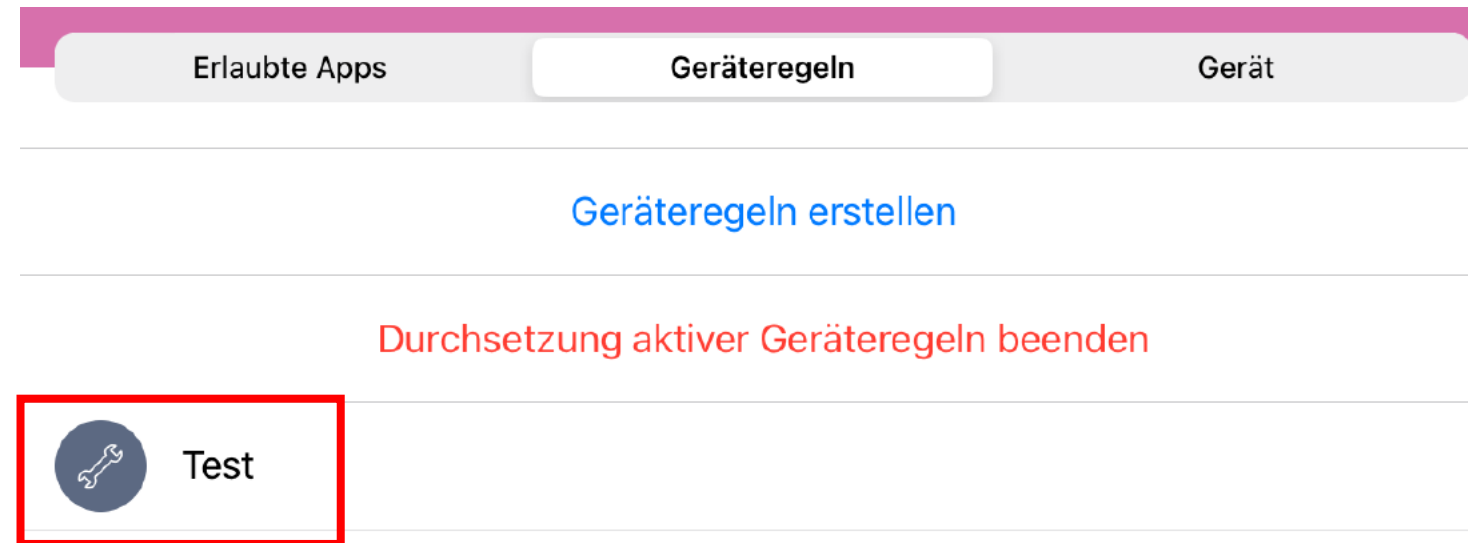 Erlaubte Apps Geräteregeln Gerät
Geräteregeln erstellen
Durchsetzung aktiver Geräteregeln beenden
Test